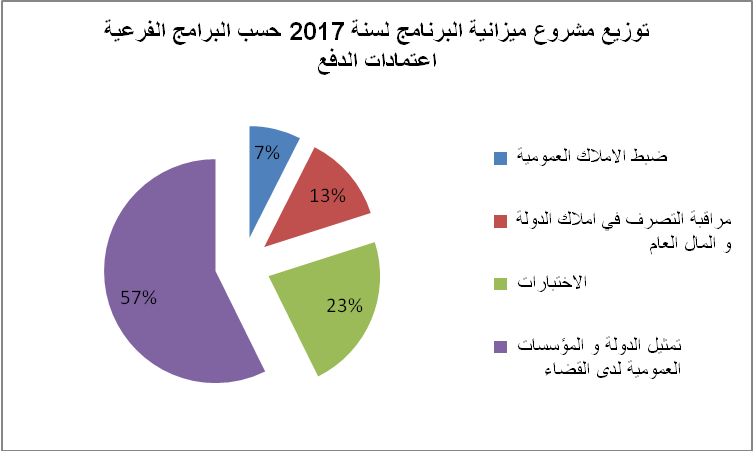 توزيع مشروع ميزانية البرنامج لسنة 2017 حسب البرامج الفرعية
اعتمادات الدفع
7%
13%
23%
57%
ضبط الاملاك العمومية
مراقبة التصرف في املاك الدولة
و المال العام
الاختبارات
تمثيل الدولة و المؤسسات
العمومية لدى القضاء